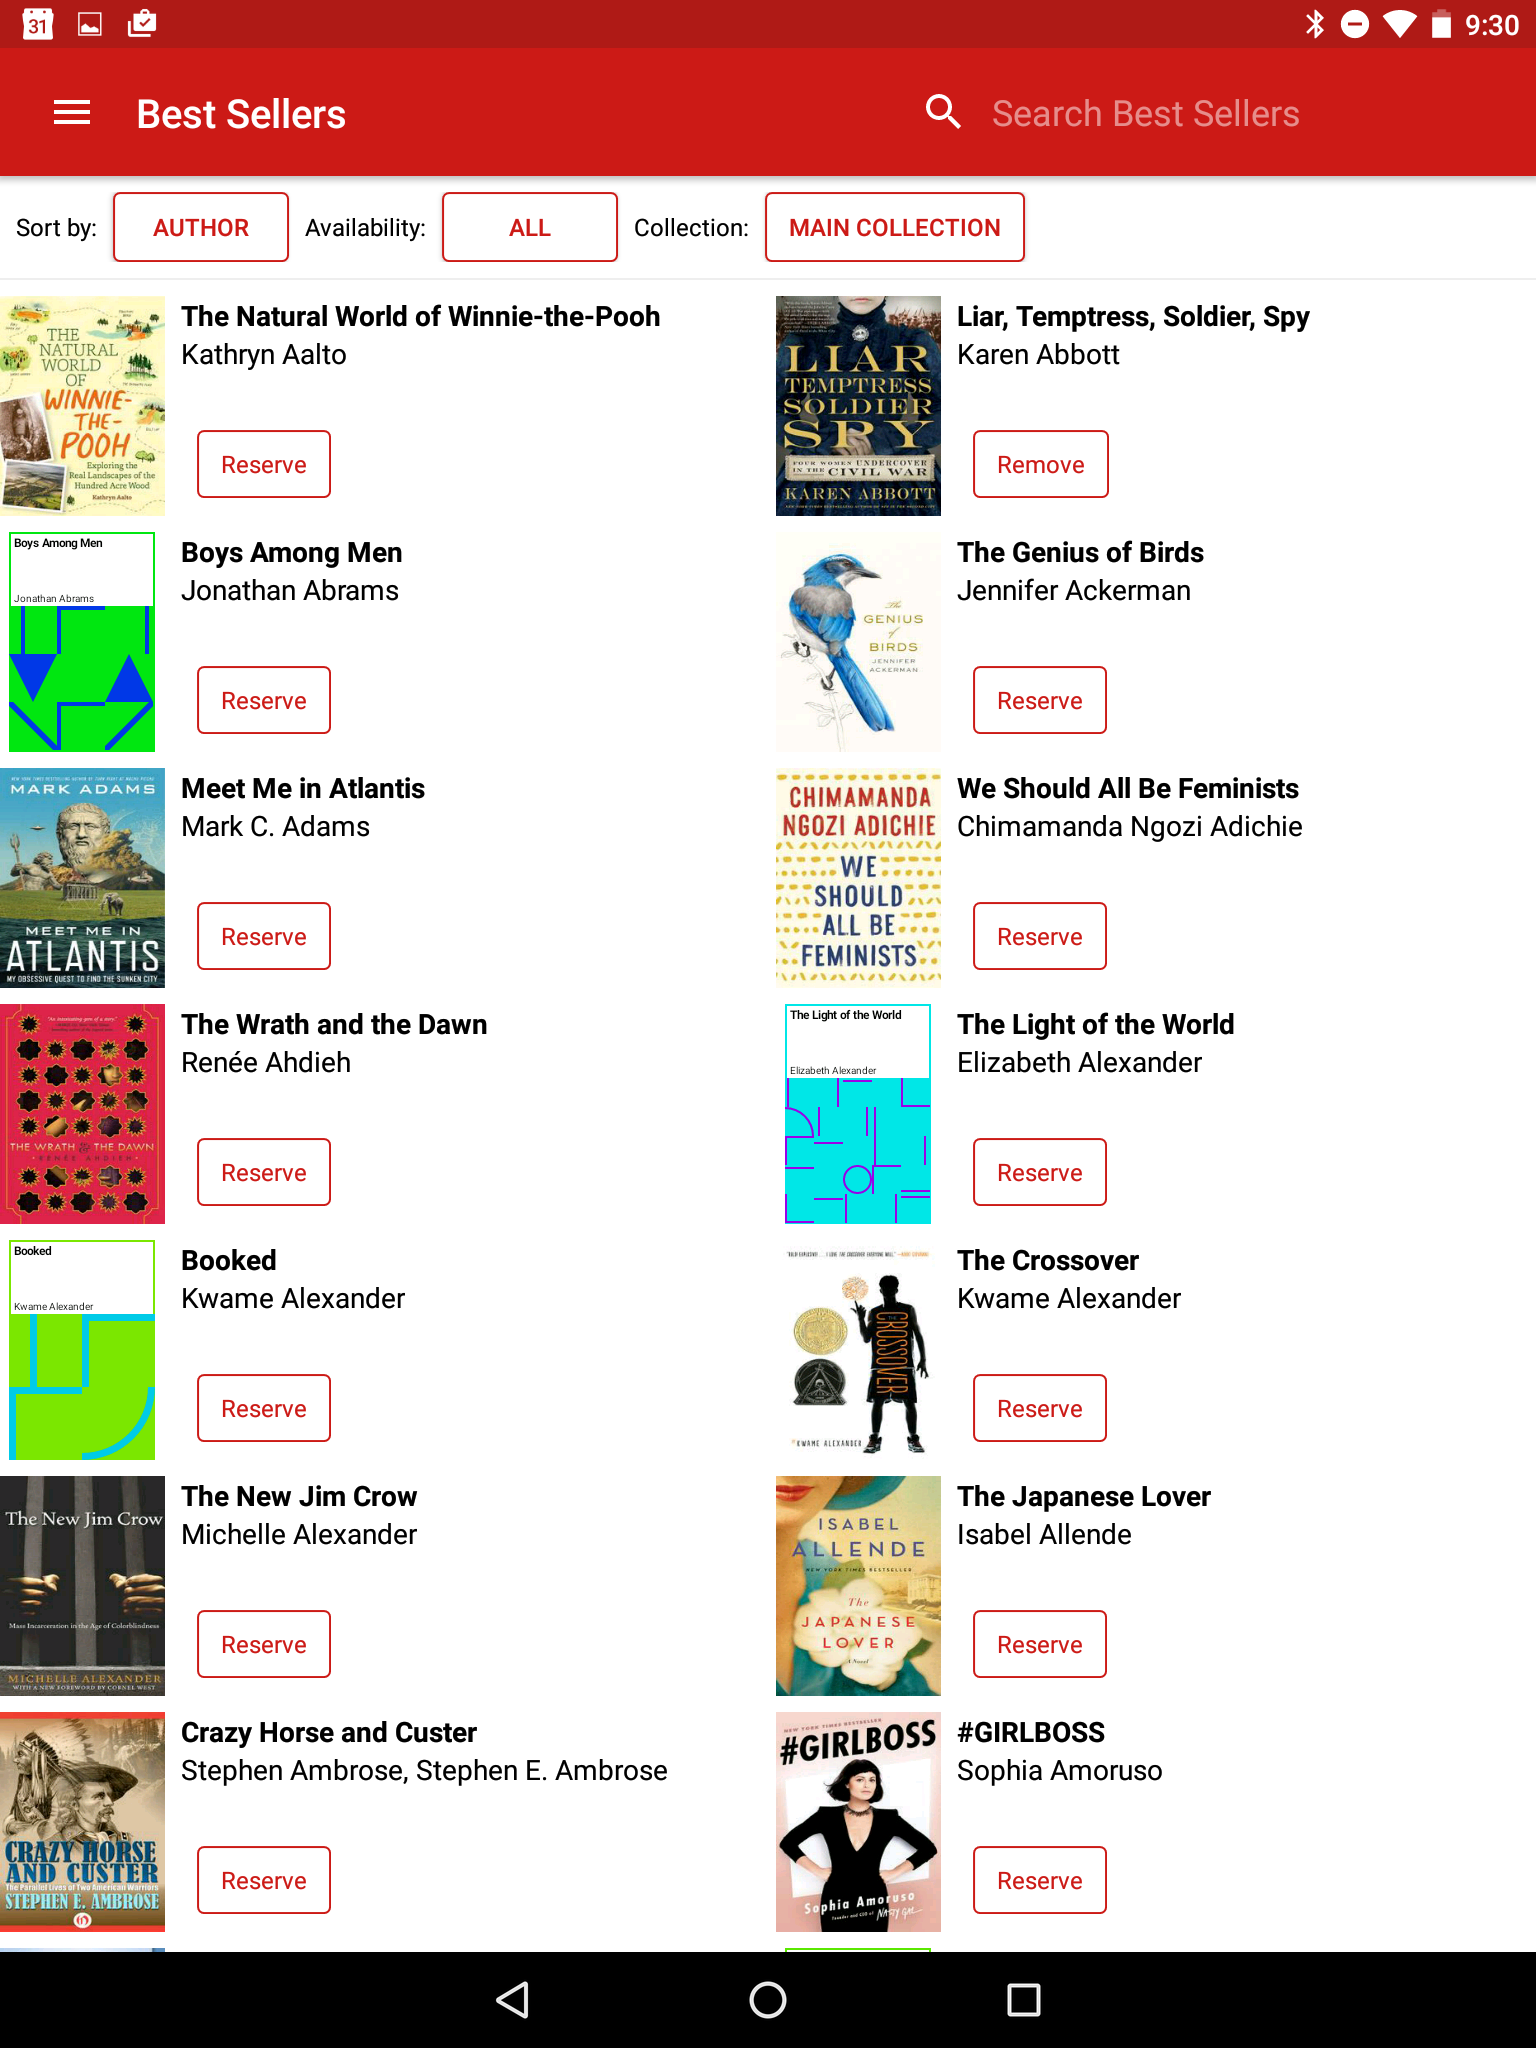 31
9:30
Best Sellers
Search Best Sellers
Sort by:
AUTHOR
Availability:
ALL
Collection:
MAIN COLLECTION
THE
NATURAL
WORLD
OF
WINNIE-
THE-
POOH
Exploring the
Real Landscapes of the
Hundred Acre Wood
Kathryn Aalto
The Natural World of Winnie-the-Pooh
Kathryn Aalto
Reserve
LIAR
TEMPTRESS
SOLDIER
SPY
FOUR WOMEN UNDERCOVER
IN THE CIVIL WAR
KAREN ABBOTT
Liar, Temptress, Soldier, Spy
Karen Abbott
Remove
Boys Among Men
Jonathan Abrams
Boys Among Men
Jonathan Abrams
Reserve
The
GENIUS
of
BIRDS
JENNIFER
ACKERMAN
The Genius of Birds
Jennifer Ackerman
Reserve
MARK ADAMS
MEET ME IN
ATLANTIS
MY OBSESSIVE QUEST TO FIND THE SUNKEN CITY
Meet Me in Atlantis
Mark C. Adams
Reserve
CHIMAMANDA
NGOZI ADICHIE
WE
SHOULD
ALL BE
FEMINISTS
We Should All Be Feminists
Chimamanda Ngozi Adichie
Reserve
THE WRATH & THE DAWN
RENÉE AHDIEH
The Wrath and the Dawn
Renée Ahdieh
Reserve
The Light of the World
Elizabeth Alexander
The Light of the World
Elizabeth Alexander
Reserve
Booked
Kwame Alexander
Booked
Kwame Alexander
Reserve
THE
CROSSOVER
KWAME ALEXANDER
The Crossover
Kwame Alexander
Reserve
The New Jim Crow
Mass Incarceration in the Age of Colorblindness
MICHELLE ALEXANDER
WITH A NEW FOREWORD BY CORNEL WEST
The New Jim Crow
Michelle Alexander
Reserve
ISABEL
ALLENDE
NEW YORK TIMES BESTSELLER
The
JAPANESE
LOVER
A Novel
The Japanese Lover
Isabel Allende
Reserve
CRAZY HORSE
AND CUSTER
The Parallel Lives of Two American Warriors
STEPHEN E. AMBROSE
Crazy Horse and Custer
Stephen Ambrose, Stephen E. Ambrose
Reserve
NEW YORK TIMES BESTSELLER
#GIRLBOSS
Sophia Amoruso
Founder and CEO of NASTY GAL
#GIRLBOSS
Sophia Amoruso
Reserve